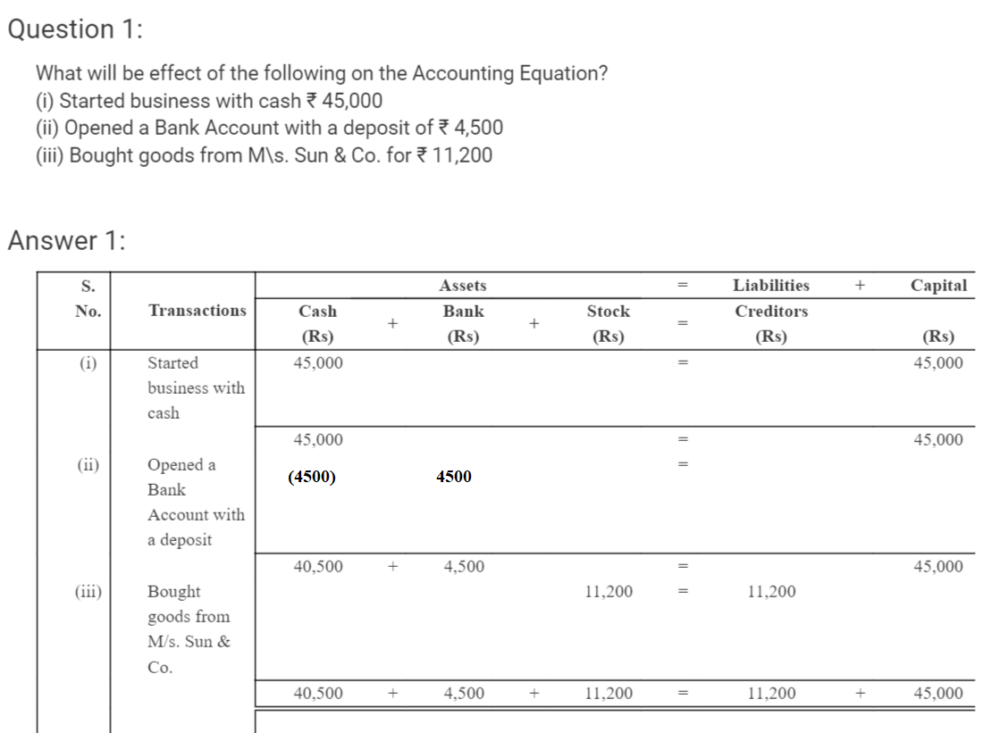 Question 1:
What will be effect of the following on the Accounting Equation?
(i) Started business with cash ₹ 45,000
(ii) Opened a Bank Account with a deposit of ₹ 4,500
(iii) Bought goods from M\s. Sun & Co. for ₹ 11,200
Answer 1:
S. Assets = Liabilities + Capital
No. Transactions Cash + Bank + Stock = Creditors
(Rs) (Rs) (Rs) (Rs) (Rs)
(i) Started 45,000 = 45,000
business with
cash
45,000 = 45,000
(ii) Opened a =
(4500) 4500
Bank
Account with
a deposit
40,500 + 4,500 = 45,000
(iii) Bought 11,200 = 11,200
goods from
M/s. Sun &
Co.
40,500 + 4,500 + 11,200 = 11,200 + 45,000